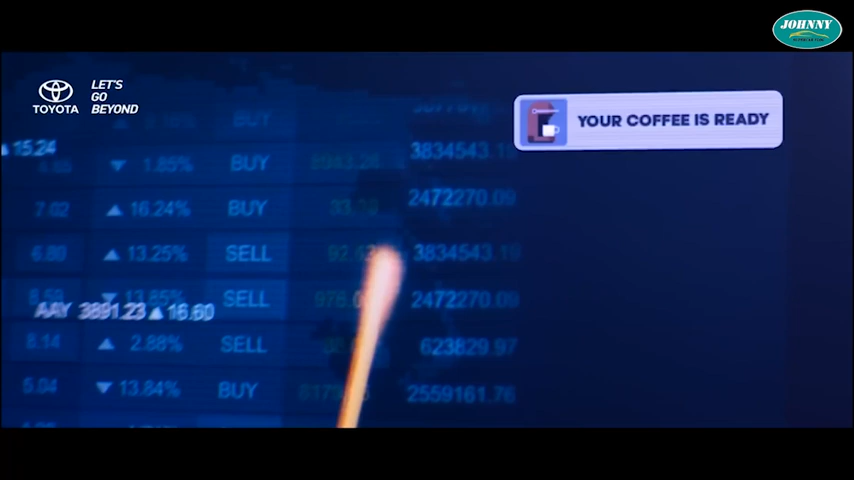 JOHNNY
TOYOTA
LET'S
GO
BEYOND
YOUR COFFEE IS READY
BUY
▲ 15.24
▼ 1.85% BUY 3834543.19
7.02 ▲ 16.24% BUY 2472270.09
6.80 ▲ 13.25% SELL 3834543.19
SELL 2472270.09
AAY 3891.23 ▲ 16.60
8.14 ▲ 2.88% SELL 623829.97
5.04 ▼ 13.84% BUY 2559161.76